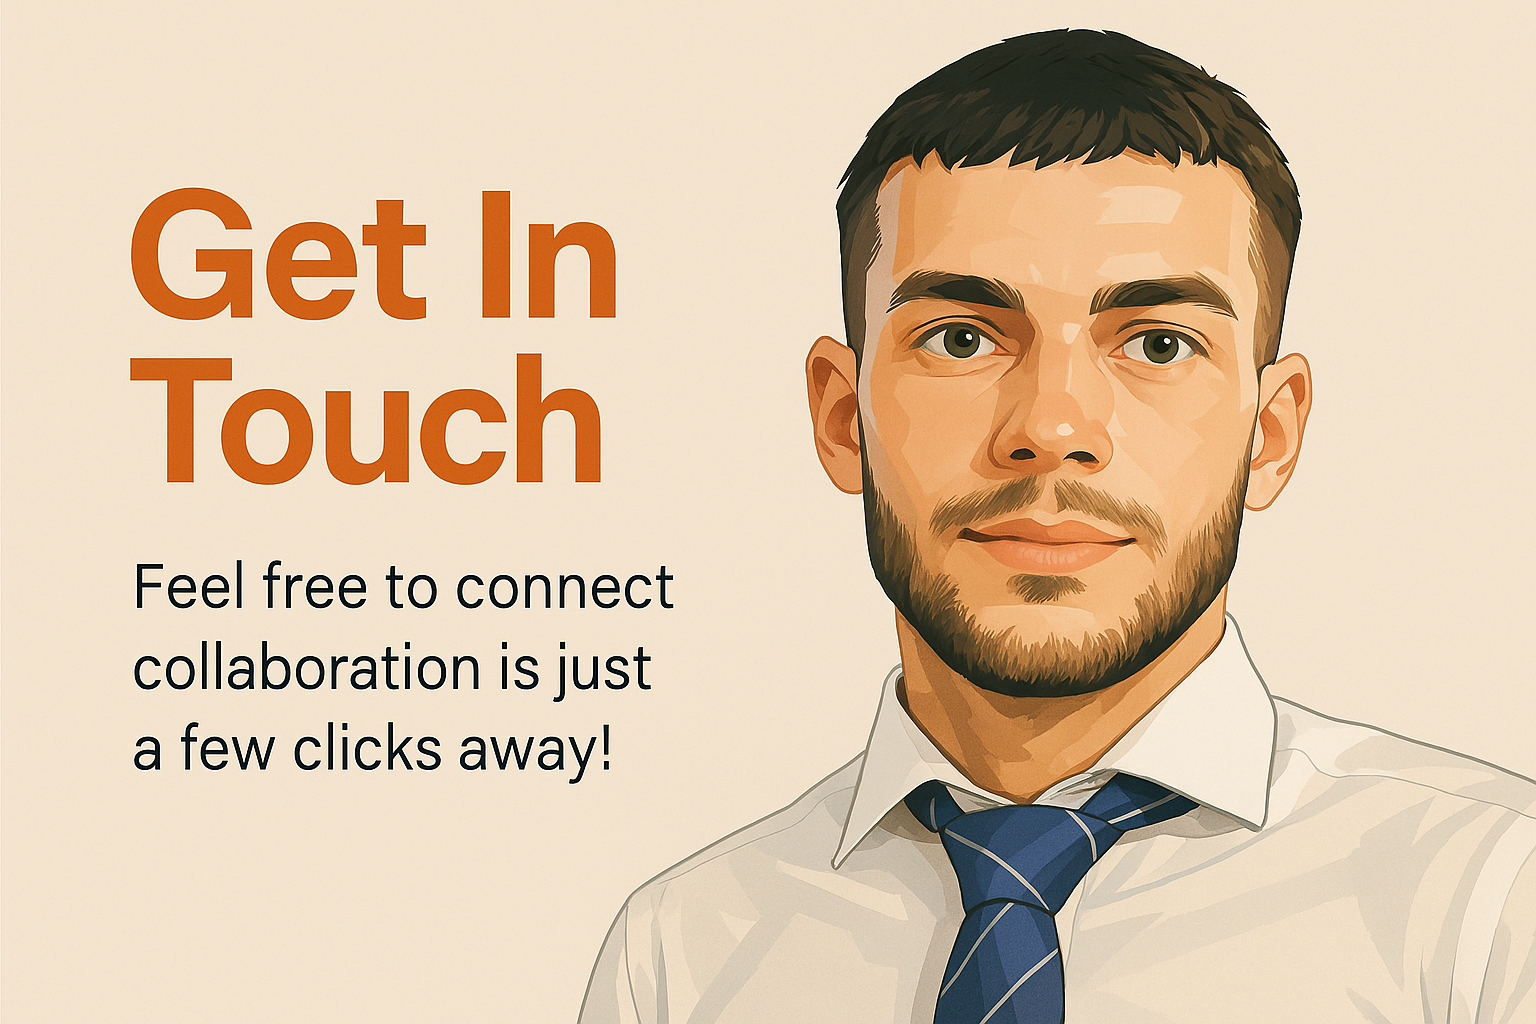 Get In
Touch
Feel free to connect
collaboration is just
a few clicks away!